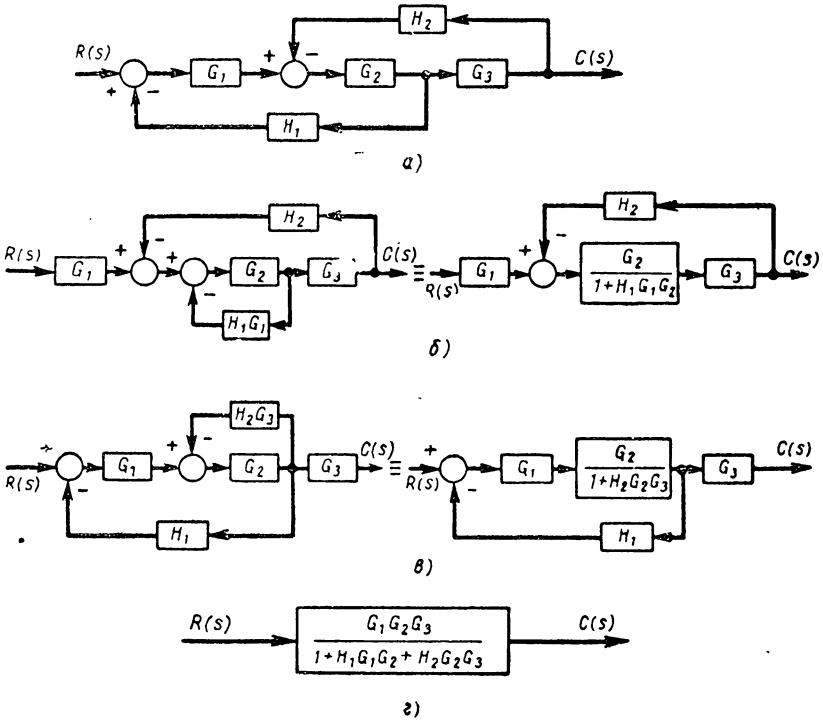 H₂
R(s) + − G₁ + − G₂ G₃ C(s)
H₁
а)
H₂
R(s) G₁ + − + − G₂ G₃ C(s) ≡ R(s) G₁ + − G₂ / 1+H₁G₁G₂ G₃ C(s)
H₁G₁
H₂
б)
H₂G₃
R(s) + − G₁ + − G₂ G₃ C(s) ≡ R(s) + − G₁ G₂ / 1+H₂G₂G₃ G₃ C(s)
H₁
H₁
в)
R(s) G₁G₂G₃ C(s)
1+H₁G₁G₂+H₂G₂G₃
г)